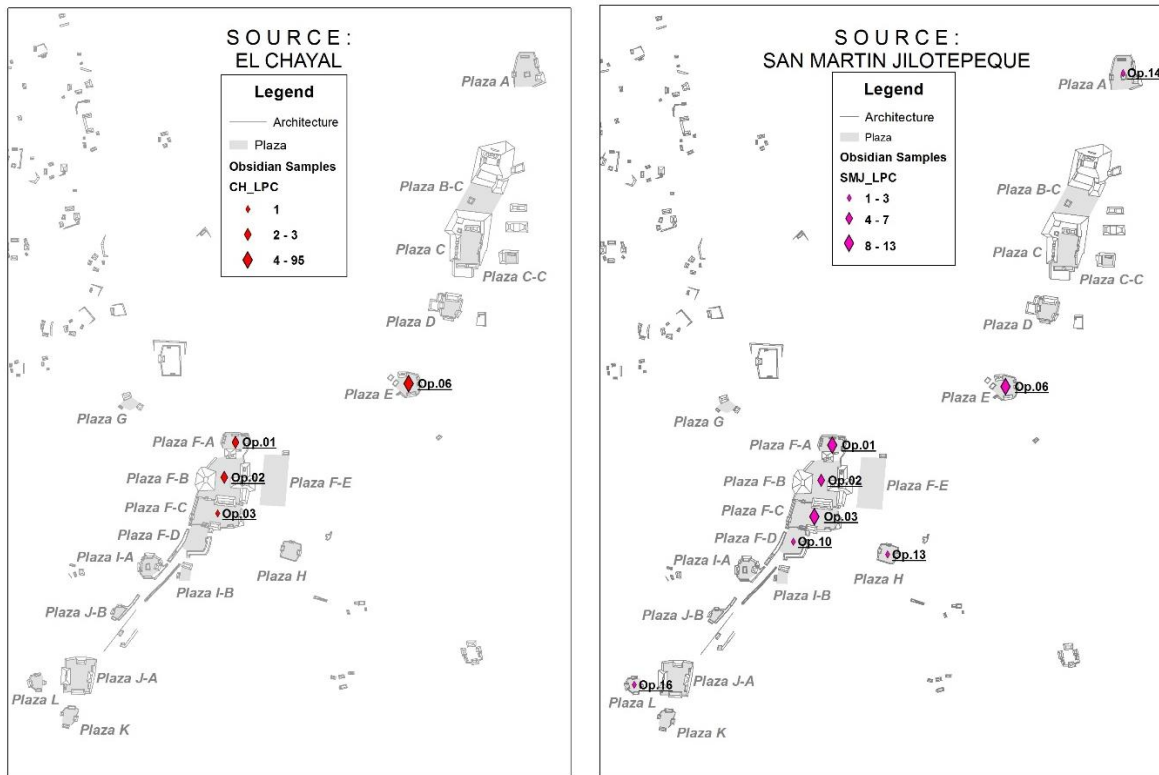 SOURCE:
EL CHAYAL
Legend
Architecture
Plaza
Obsidian Samples
CH_LPC
1
2 - 3
4 - 95
Plaza A
Plaza B-C
Plaza C
Plaza C-C
Plaza D
Plaza E
Op.06
Plaza G
Plaza F-A
Op.01
Plaza F-B
Op.02
Plaza F-E
Plaza F-C
Op.03
Plaza F-D
Plaza I-A
Plaza H
Plaza I-B
Plaza J-B
Plaza J-A
Plaza L
Plaza K
SOURCE:
SAN MARTIN JILOTEPEQUE
Legend
Architecture
Plaza
Obsidian Samples
SMJ_LPC
1 - 3
4 - 7
8 - 13
Plaza A
Op.14
Plaza B-C
Plaza C
Plaza C-C
Plaza D
Plaza E
Op.06
Plaza G
Plaza F-A
Op.01
Plaza F-B
Op.02
Plaza F-E
Plaza F-C
Op.03
Plaza F-D
Op.10
Plaza I-A
Op.13
Plaza H
Plaza I-B
Plaza J-B
Plaza J-A
Op.16
Plaza L
Plaza K